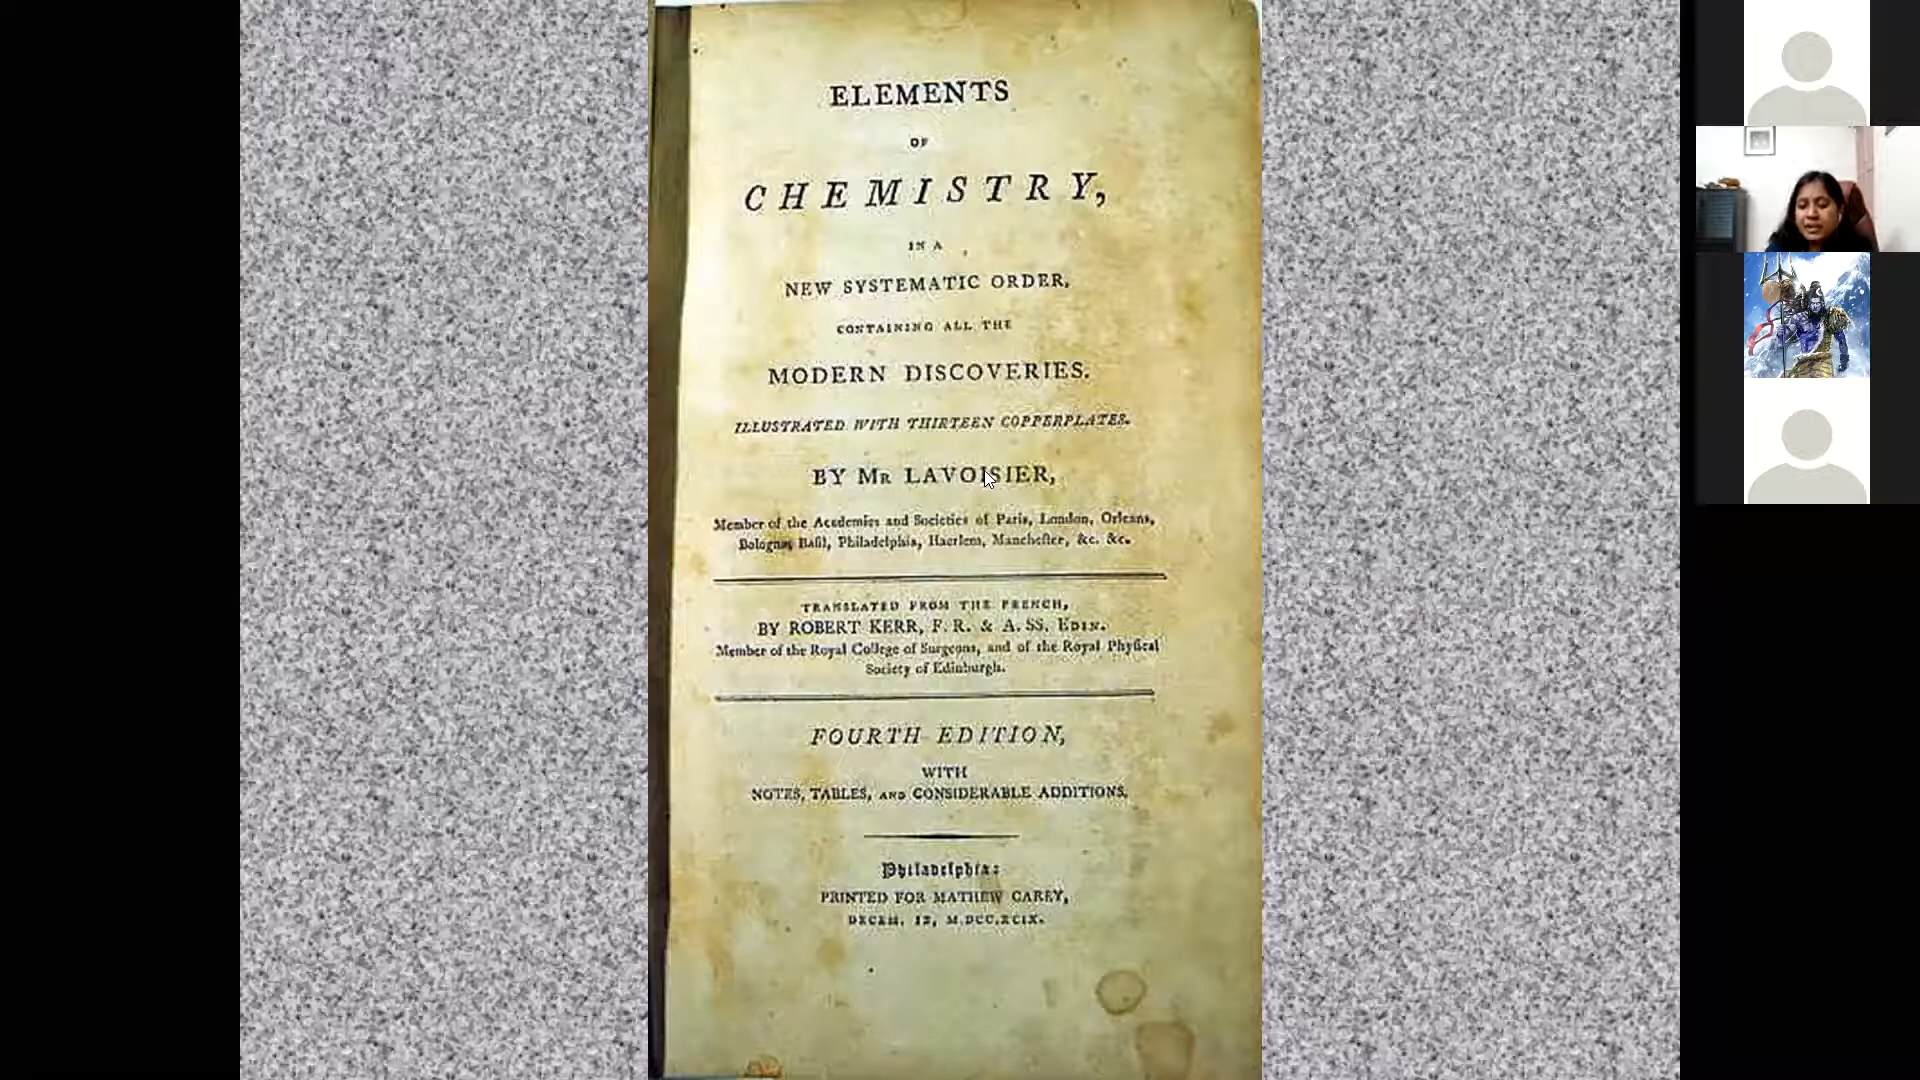 ELEMENTS
OF
CHEMISTRY,
IN A
NEW SYSTEMATIC ORDER,
CONTAINING ALL THE
MODERN DISCOVERIES.
ILLUSTRATED WITH THIRTEEN COPPERPLATES.
BY MR LAVOISIER,
Member of the Academies and Societies of Paris, London, Orleans,
Bologna, Baſil, Philadelphia, Haerlem, Mancheſter, &c. &c.
TRANSLATED FROM THE FRENCH,
BY ROBERT KERR, F. R. & A. SS. EDIN.
Member of the Royal College of Surgeons, and of the Royal Phyſical
Society of Edinburgh.
FOURTH EDITION,
WITH
NOTES, TABLES, AND CONSIDERABLE ADDITIONS.
Philadelphia:
PRINTED FOR MATHEW CAREY,
DECEM. 12, M.DCC.XCIX.